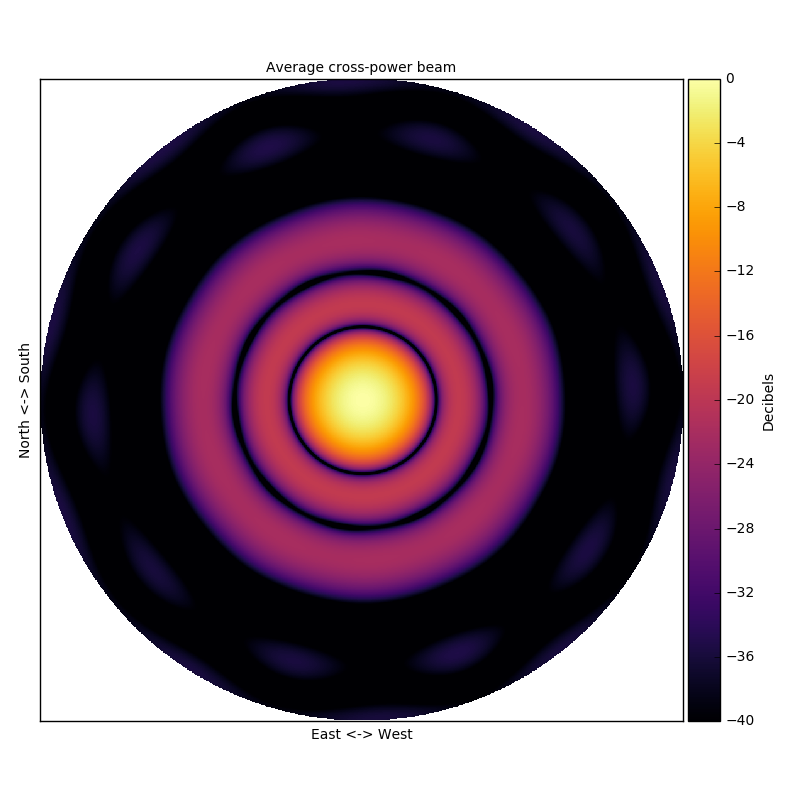 Average cross-power beam
North <-> South
East <-> West
0
−4
−8
−12
−16
−20
−24
−28
−32
−36
−40
Decibels